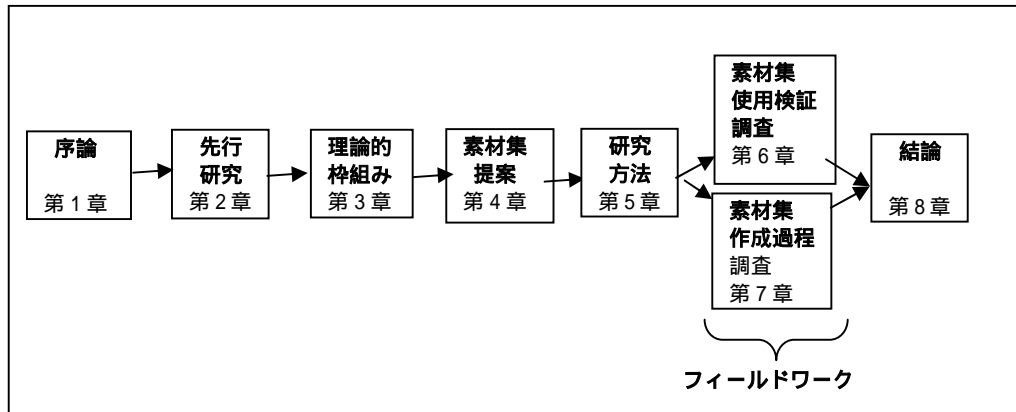 序論
第1章
先行
研究
第2章
理論的
枠組み
第3章
素材集
提案
第4章
研究
方法
第5章
素材集
使用検証
調査
第6章
素材集
作成過程
調査
第7章
結論
第8章
フィールドワーク